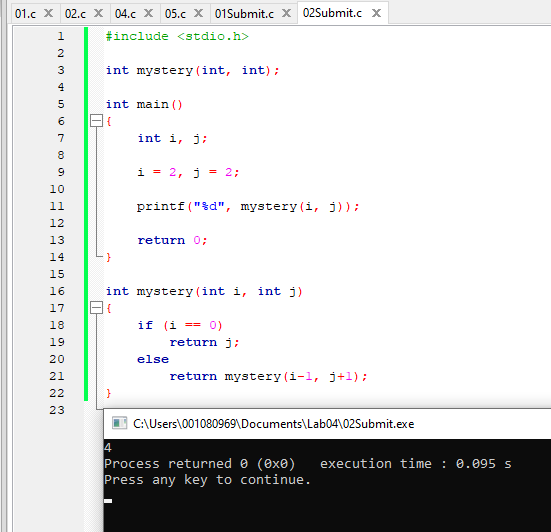 01.c 02.c 04.c 05.c 01Submit.c 02Submit.c
1 #include <stdio.h>
2
3 int mystery(int, int);
4
5 int main()
6 {
7 int i, j;
8
9 i = 2, j = 2;
10
11 printf("%d", mystery(i, j));
12
13 return 0;
14 }
15
16 int mystery(int i, int j)
17 {
18 if (i == 0)
19 return j;
20 else
21 return mystery(i-1, j+1);
22 }
23
C:\Users\001080969\Documents\Lab04\02Submit.exe
4
Process returned 0 (0x0) execution time : 0.095 s
Press any key to continue.